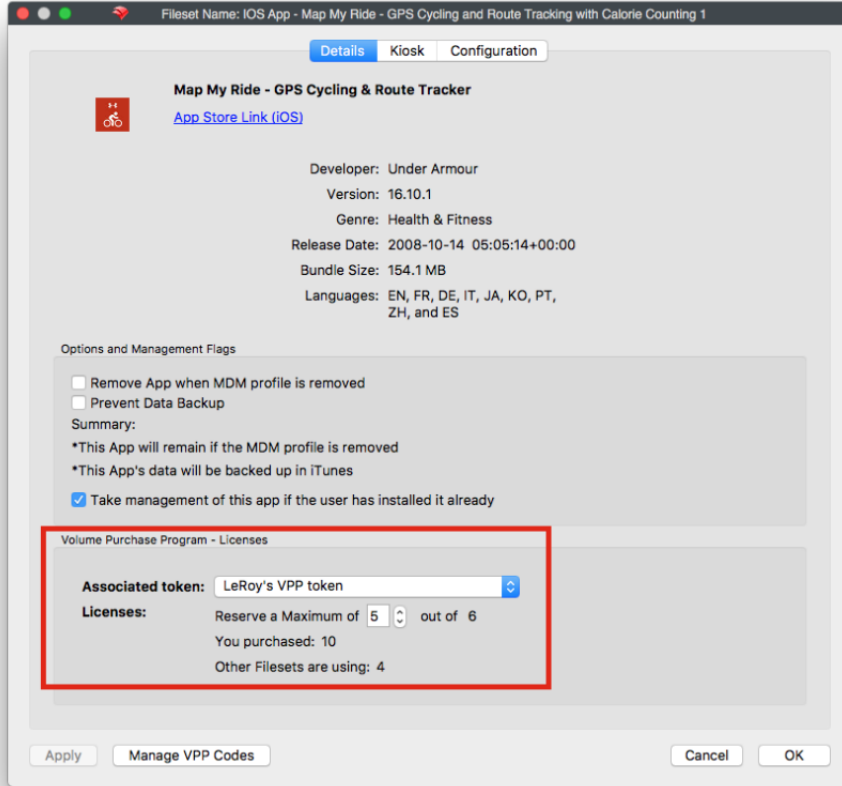 Fileset Name: IOS App - Map My Ride - GPS Cycling and Route Tracking with Calorie Counting 1
Details Kiosk Configuration
Map My Ride - GPS Cycling & Route Tracker
App Store Link (iOS)
Developer: Under Armour
Version: 16.10.1
Genre: Health & Fitness
Release Date: 2008-10-14 05:05:14+00:00
Bundle Size: 154.1 MB
Languages: EN, FR, DE, IT, JA, KO, PT,
ZH, and ES
Options and Management Flags
Remove App when MDM profile is removed
Prevent Data Backup
Summary:
*This App will remain if the MDM profile is removed
*This App's data will be backed up in iTunes
Take management of this app if the user has installed it already
Volume Purchase Program - Licenses
Associated token: LeRoy's VPP token
Licenses: Reserve a Maximum of 5 out of 6
You purchased: 10
Other Filesets are using: 4
Apply Manage VPP Codes Cancel OK